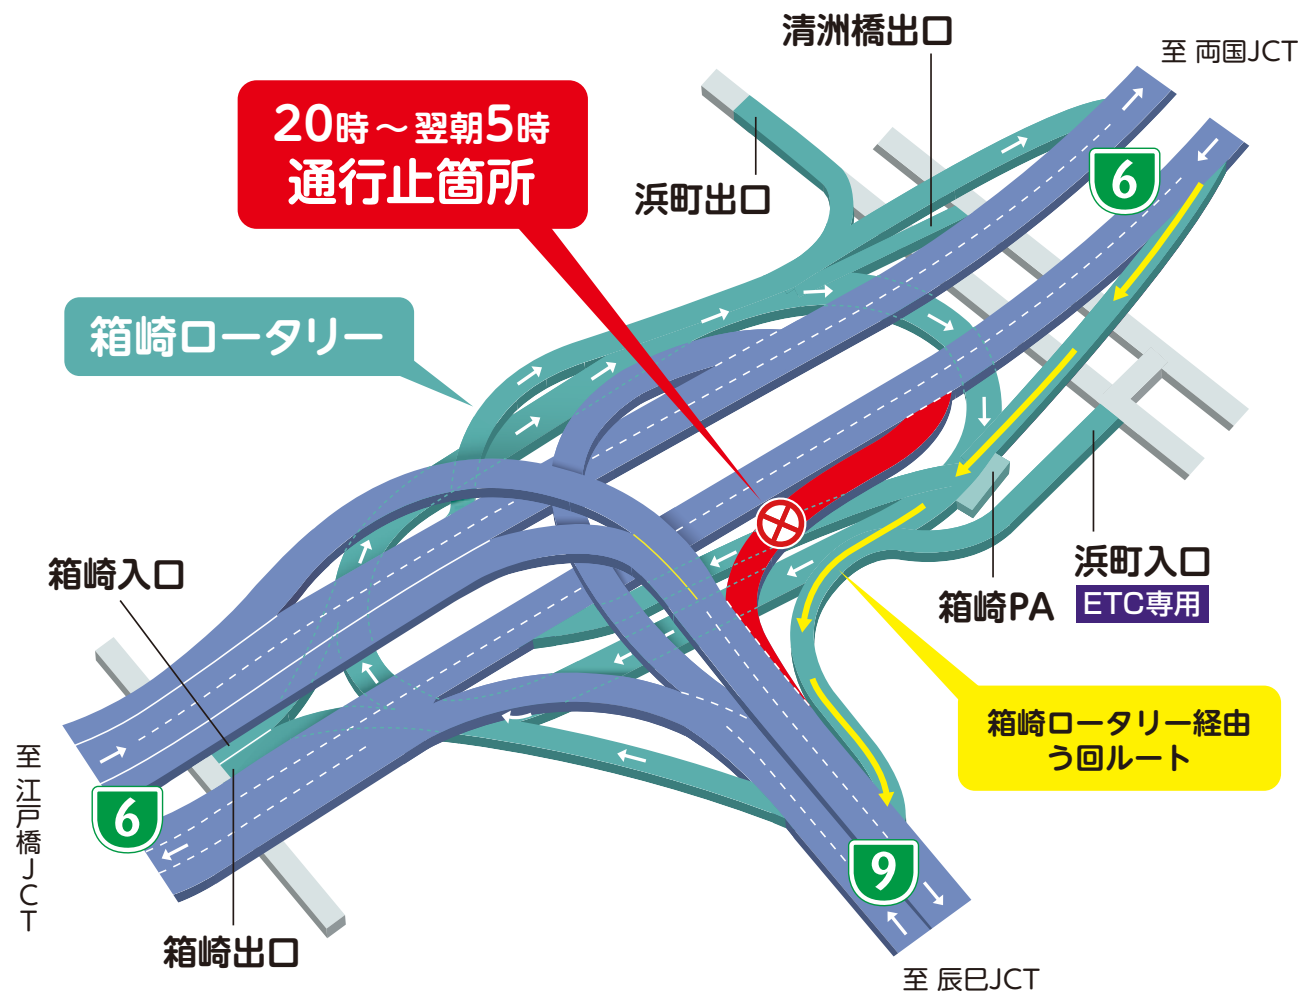 清洲橋出口
至 両国JCT
20時～翌朝5時
通行止箇所
6
浜町出口
箱崎ロータリー
箱崎入口
浜町入口
ETC専用
箱崎PA
箱崎ロータリー経由
う回ルート
至 江戸橋JCT
6
9
箱崎出口
至 辰巳JCT